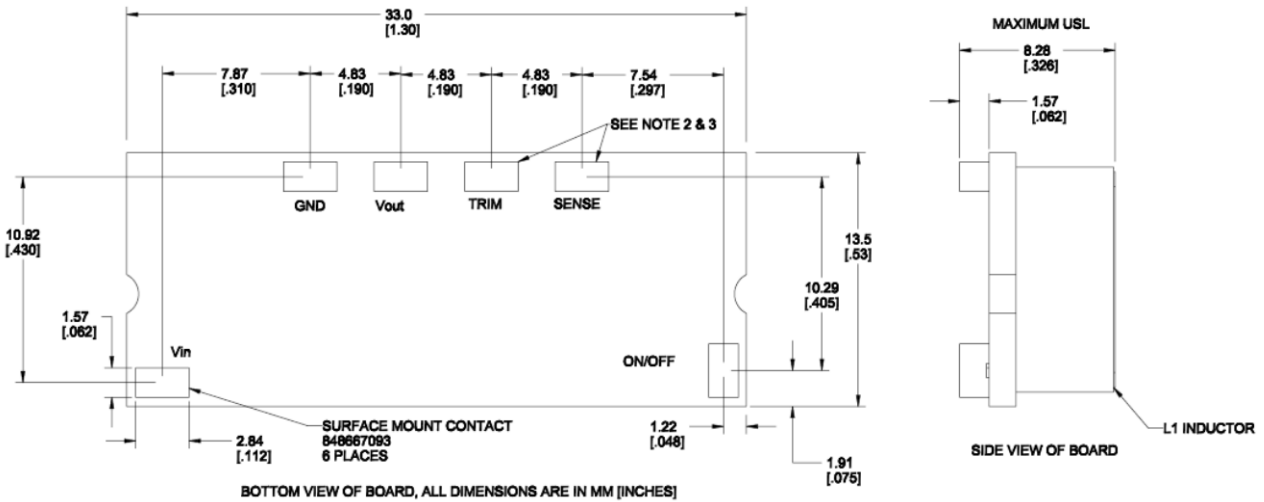 33.0
[1.30]
7.87
[.310]
4.83
[.190]
4.83
[.190]
4.83
[.190]
7.54
[.297]
SEE NOTE 2 & 3
GND
Vout
TRIM
SENSE
10.92
[.430]
13.5
[.53]
10.29
[.405]
1.57
[.062]
Vin
ON/OFF
SURFACE MOUNT CONTACT
848667093
6 PLACES
2.84
[.112]
1.22
[.048]
1.91
[.075]
BOTTOM VIEW OF BOARD, ALL DIMENSIONS ARE IN MM [INCHES]
MAXIMUM USL
8.28
[.326]
1.57
[.062]
L1 INDUCTOR
SIDE VIEW OF BOARD